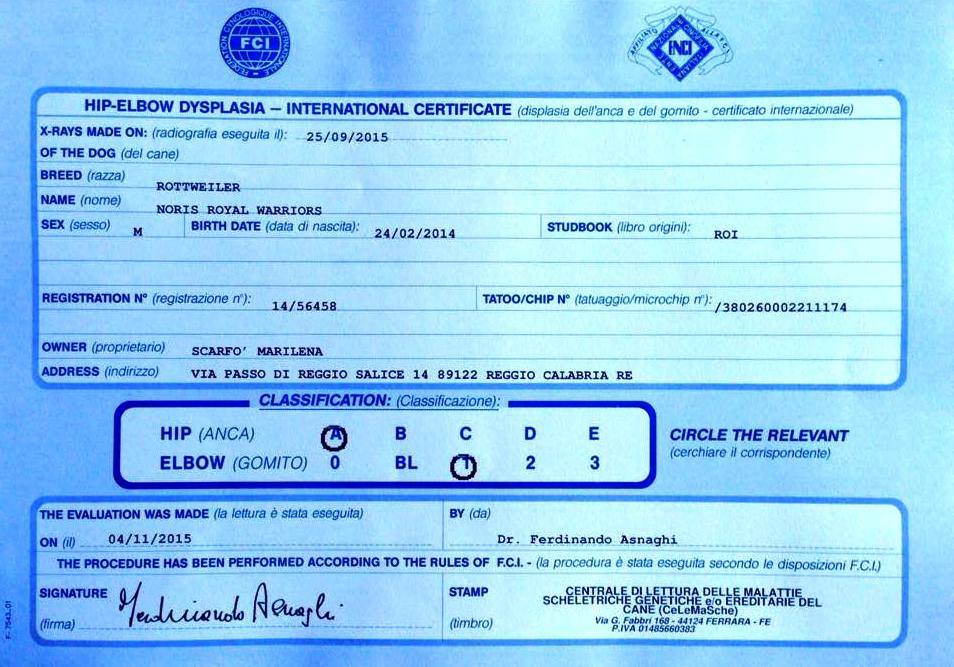 FEDERATION CYNOLOGIQUE INTERNATIONALE
FCI
AFFILIATO ALLA F.C.I.
ENCI
HIP-ELBOW DYSPLASIA – INTERNATIONAL CERTIFICATE (displasia dell'anca e del gomito - certificato internazionale)
X-RAYS MADE ON: (radiografia eseguita il): 25/09/2015
OF THE DOG (del cane)
BREED (razza) ROTTWEILER
NAME (nome) NORIS ROYAL WARRIORS
SEX (sesso) M BIRTH DATE (data di nascita): 24/02/2014 STUDBOOK (libro origini): ROI
REGISTRATION N° (registrazione n°): 14/56458 TATOO/CHIP N° (tatuaggio/microchip n°): /380260002211174
OWNER (proprietario) SCARFO' MARILENA
ADDRESS (indirizzo) VIA PASSO DI REGGIO SALICE 14 89122 REGGIO CALABRIA RE
CLASSIFICATION: (Classificazione):
HIP (ANCA) A B C D E
ELBOW (GOMITO) 0 BL 1 2 3
CIRCLE THE RELEVANT
(cerchiare il corrispondente)
THE EVALUATION WAS MADE (la lettura è stata eseguita) BY (da)
ON (il) 04/11/2015 Dr. Ferdinando Asnaghi
THE PROCEDURE HAS BEEN PERFORMED ACCORDING TO THE RULES OF F.C.I. - (la procedura è stata eseguita secondo le disposizioni F.C.I.)
SIGNATURE
(firma)
Ferdinando Asnaghi
STAMP
(timbro)
CENTRALE DI LETTURA DELLE MALATTIE
SCHELETRICHE GENETICHE e/o EREDITARIE DEL
CANE (CeLeMaSche)
Via G. Fabbri 168 - 44124 FERRARA - FE
P.IVA 01485660383
F-7543.01